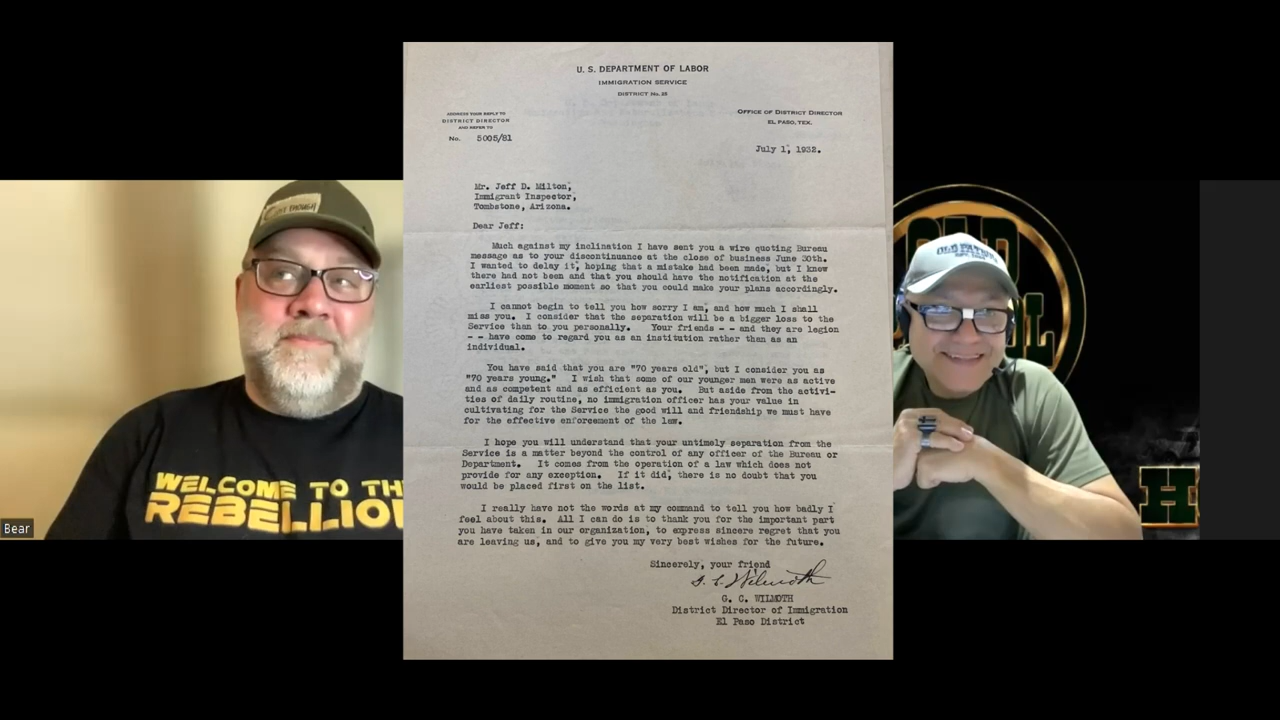 U. S. DEPARTMENT OF LABOR
IMMIGRATION SERVICE
DISTRICT No. 25
ADDRESS YOUR REPLY TO
DISTRICT DIRECTOR
AND REFER TO
No. 5005/81
OFFICE OF DISTRICT DIRECTOR
EL PASO, TEX.
July 1, 1932.
Mr. Jeff D. Milton,
Immigrant Inspector,
Tombstone, Arizona.
Dear Jeff:
Much against my inclination I have sent you a wire quoting Bureau
message as to your discontinuance at the close of business June 30th.
I wanted to delay it, hoping that a mistake had been made, but I knew
there had not been and that you should have the notification at the
earliest possible moment so that you could make your plans accordingly.
I cannot begin to tell you how sorry I am, and how much I shall
miss you. I consider that the separation will be a bigger loss to the
Service than to you personally. Your friends - - and they are legion
- - have come to regard you as an institution rather than as an
individual.
You have said that you are "70 years old", but I consider you as
"70 years young." I wish that some of our younger men were as active
and as competent and as efficient as you. But aside from the activi-
ties of daily routine, no immigration officer has your value in
cultivating for the Service the good will and friendship we must have
for the effective enforcement of the law.
I hope you will understand that your untimely separation from the
Service is a matter beyond the control of any officer of the Bureau or
Department. It comes from the operation of a law which does not
provide for any exception. If it did, there is no doubt that you
would be placed first on the list.
I really have not the words at my command to tell you how badly I
feel about this. All I can do is to thank you for the important part
you have taken in our organization, to express sincere regret that you
are leaving us, and to give you my very best wishes for the future.
Sincerely, your friend
G. C. Wilmoth
G. C. WILMOTH
District Director of Immigration
El Paso District
WELCOME TO TH
REBELLIO
Bear
OLD PATROL
H